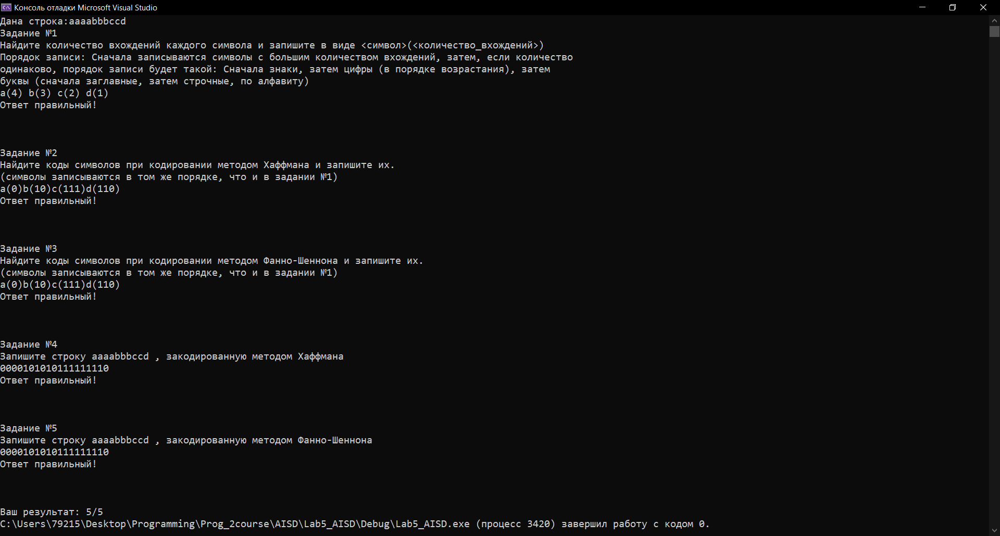 Консоль отладки Microsoft Visual Studio
Дана строка:aaaabbbccd
Задание №1
Найдите количество вхождений каждого символа и запишите в виде <символ>(<количество_вхождений>)
Порядок записи: Сначала записываются символы с большим количеством вхождений, затем, если количество
одинаково, порядок записи будет такой: Сначала знаки, затем цифры (в порядке возрастания), затем
буквы (сначала заглавные, затем строчные, по алфавиту)
a(4) b(3) c(2) d(1)
Ответ правильный!
Задание №2
Найдите коды символов при кодировании методом Хаффмана и запишите их.
(символы записываются в том же порядке, что и в задании №1)
a(0)b(10)c(111)d(110)
Ответ правильный!
Задание №3
Найдите коды символов при кодировании методом Фанно-Шеннона и запишите их.
(символы записываются в том же порядке, что и в задании №1)
a(0)b(10)c(111)d(110)
Ответ правильный!
Задание №4
Запишите строку aaaabbbccd , закодированную методом Хаффмана
0000101010111111110
Ответ правильный!
Задание №5
Запишите строку aaaabbbccd , закодированную методом Фанно-Шеннона
0000101010111111110
Ответ правильный!
Ваш результат: 5/5
C:\Users\79215\Desktop\Programming\Prog_2course\AISD\Lab5_AISD\Debug\Lab5_AISD.exe (процесс 3420) завершил работу с кодом 0.